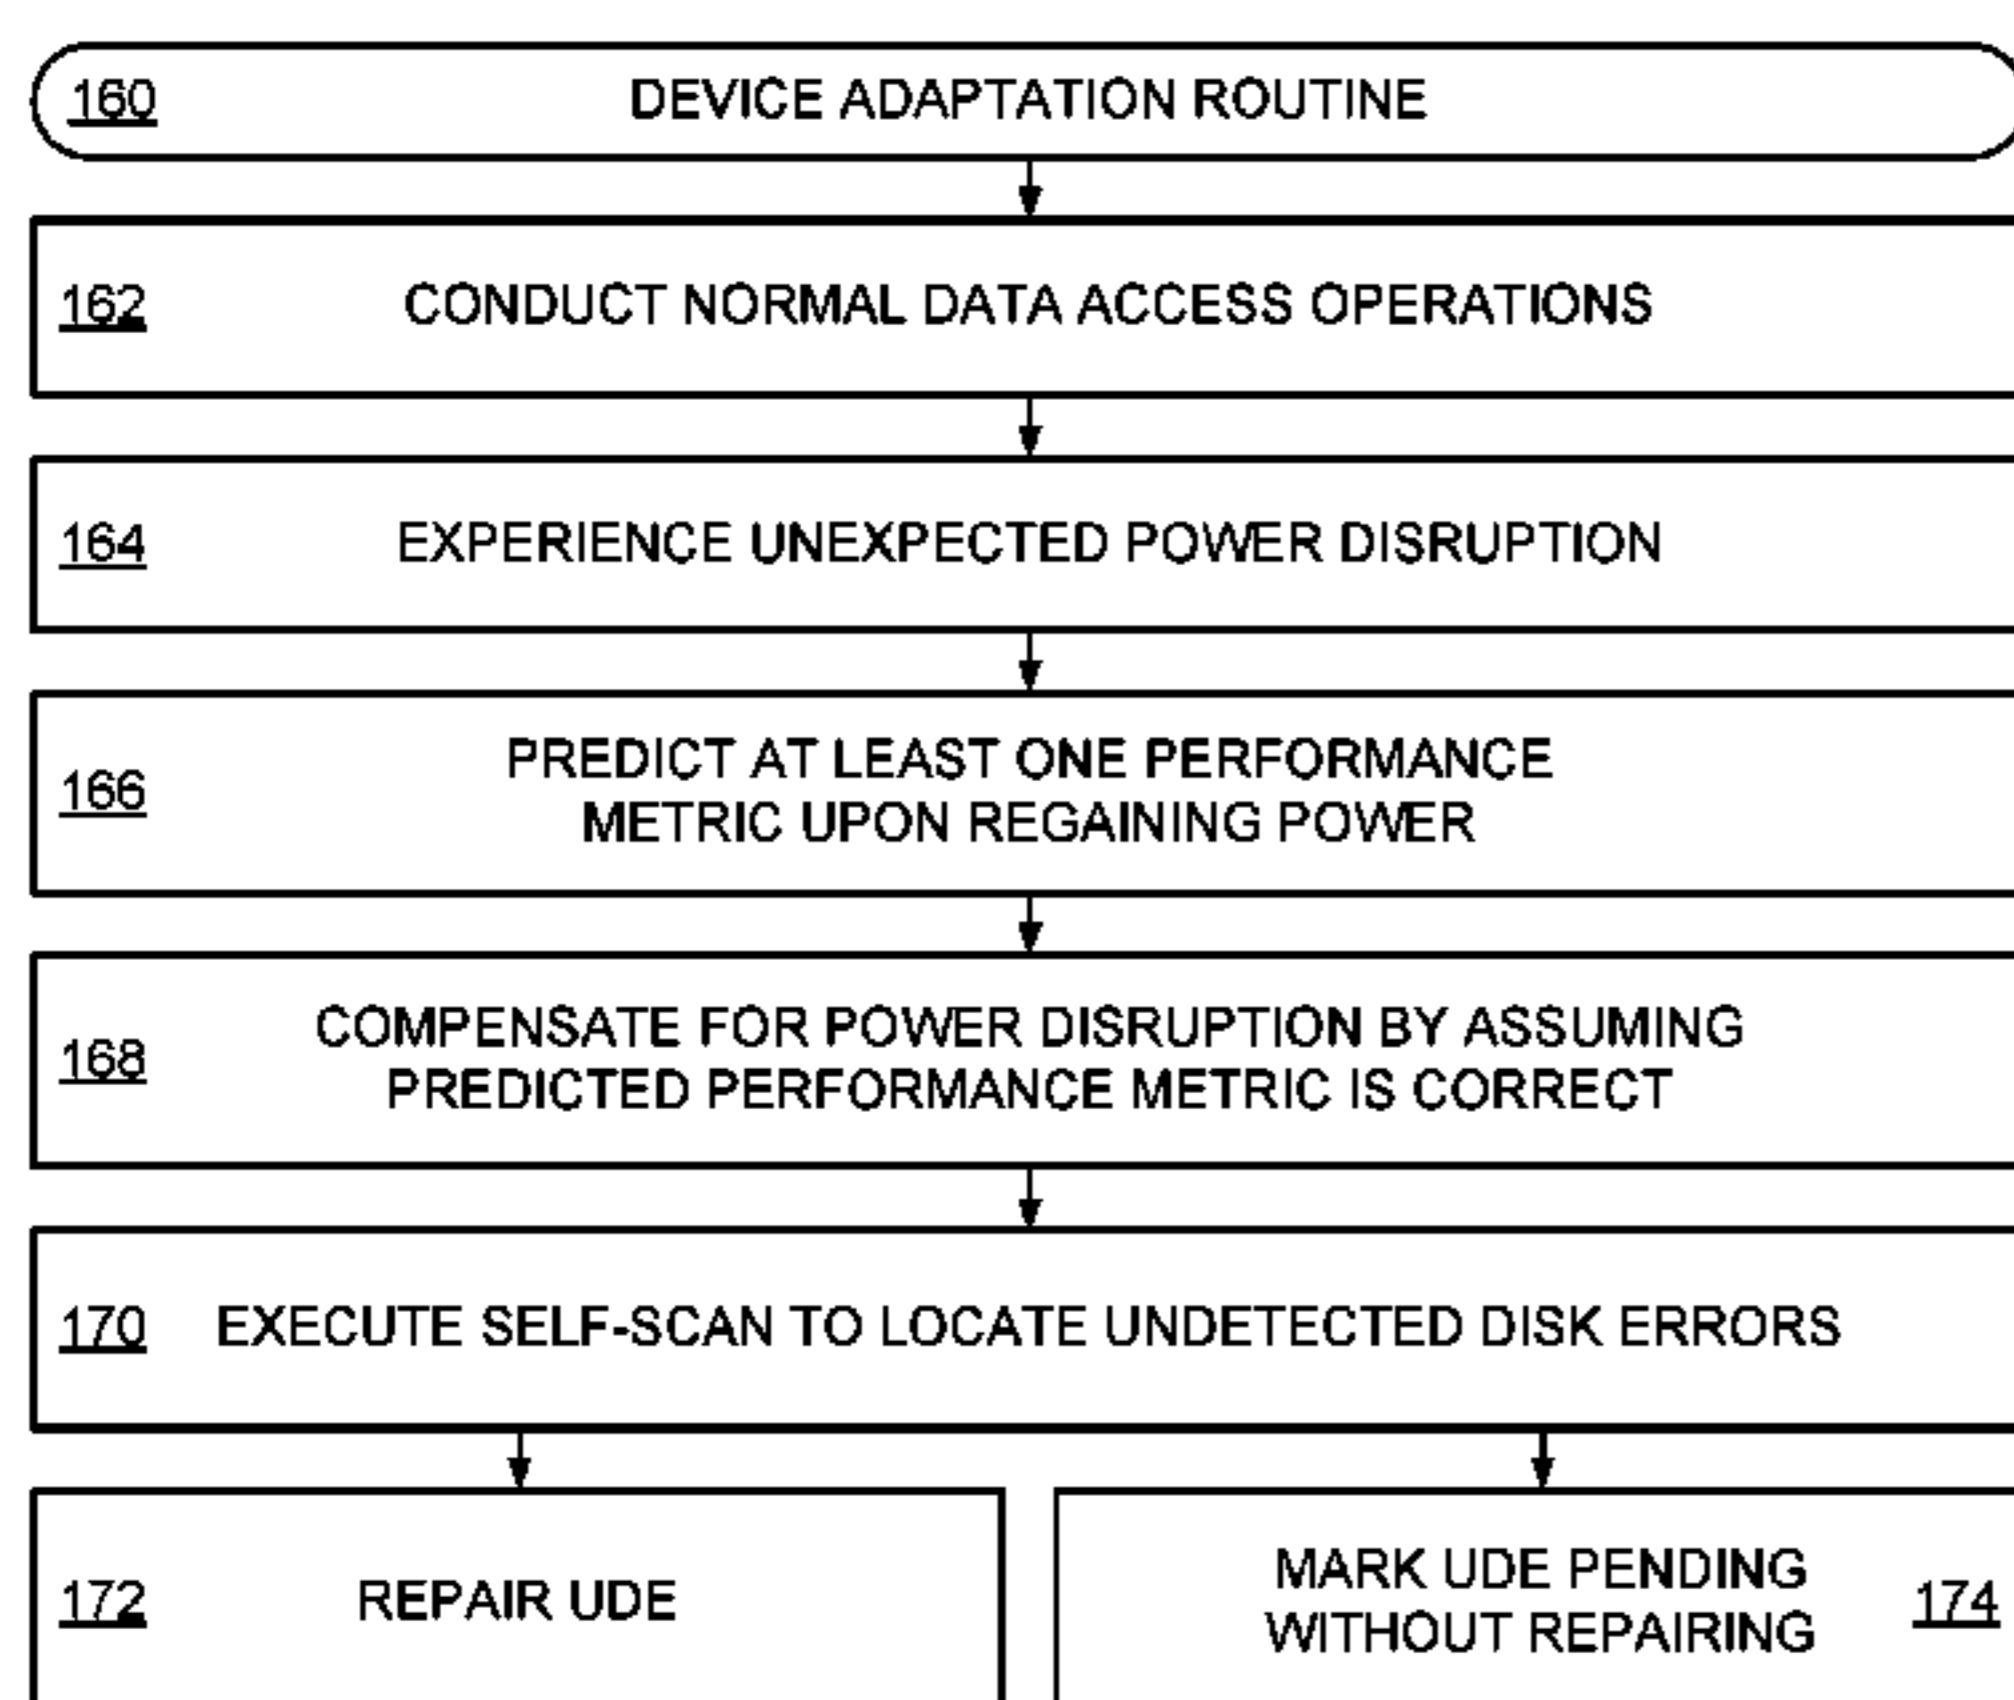 160 DEVICE ADAPTATION ROUTINE
162 CONDUCT NORMAL DATA ACCESS OPERATIONS
164 EXPERIENCE UNEXPECTED POWER DISRUPTION
PREDICT AT LEAST ONE PERFORMANCE
166
METRIC UPON REGAINING POWER
COMPENSATE FOR POWER DISRUPTION BY ASSUMING
168
PREDICTED PERFORMANCE METRIC IS CORRECT
170 EXECUTE SELF-SCAN TO LOCATE UNDETECTED DISK ERRORS
172 REPAIR UDE
MARK UDE PENDING
WITHOUT REPAIRING
174